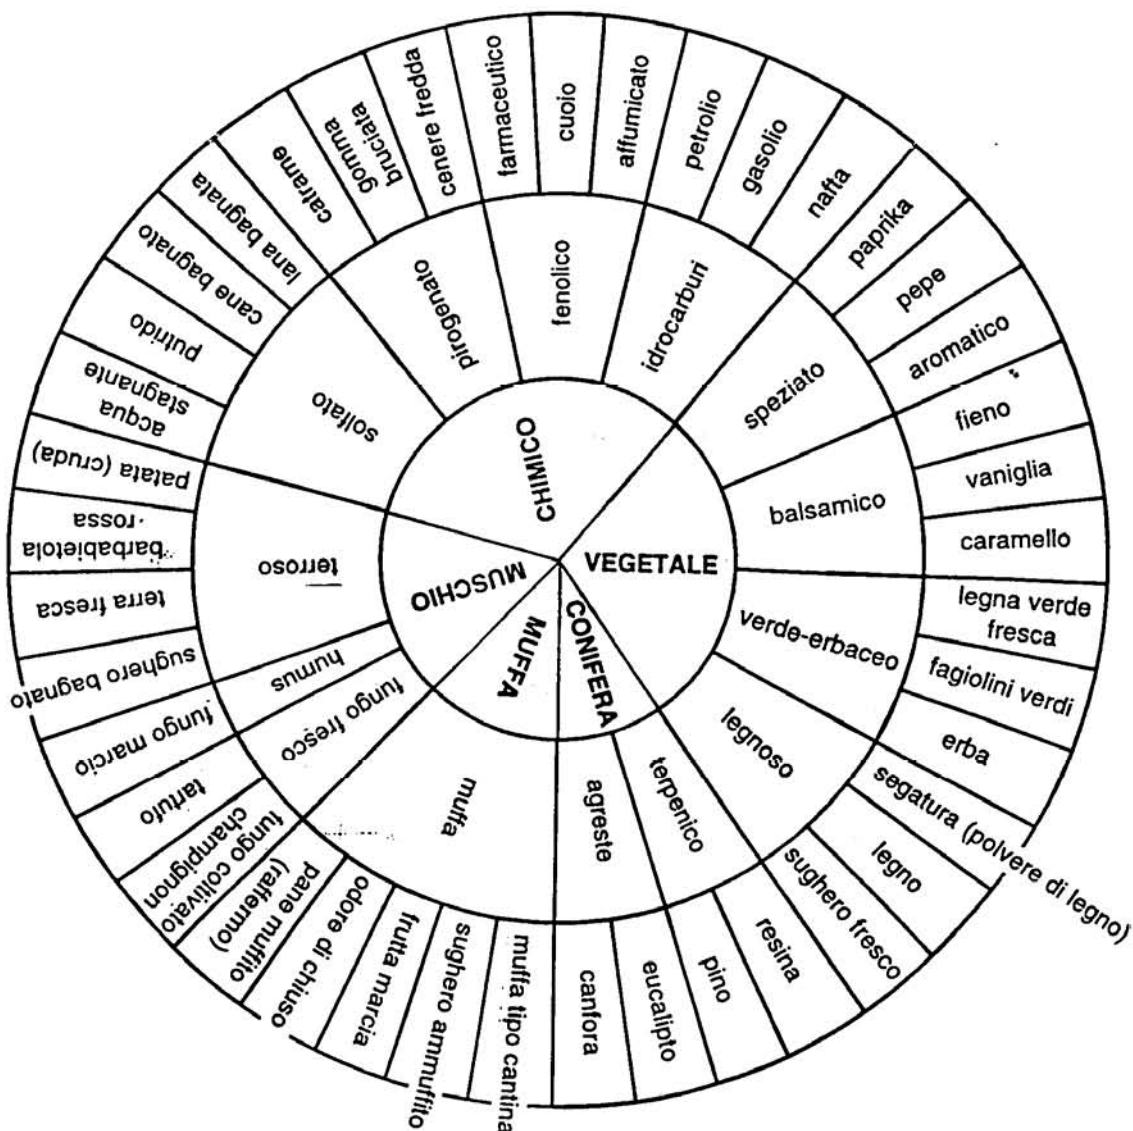 CHIMICO
VEGETALE
CONIFERA
MUFFA
MUSCHIO
solfato
pirogenato
fenolico
idrocarburi
speziato
balsamico
verde-erbaceo
legnoso
terpenico
agreste
muffa
fungo fresco
humus
terroso
acqua
stagnante
putrido
cane bagnato
lana bagnata
catrame
gomma
bruciata
cenere fredda
farmaceutico
cuoio
affumicato
petrolio
gasolio
nafta
paprika
pepe
aromatico
fieno
vaniglia
caramello
legna verde
fresca
fagiolini verdi
erba
segatura (polvere di legno)
legno
sughero fresco
resina
pino
eucalipto
canfora
muffa tipo cantina
sughero ammuffito
frutta marcia
odore di chiuso
pane muffito
(raffermo)
fungo coltivato
champignon
tartufo
fungo marcio
sughero bagnato
terra fresca
barbabietola
rossa
patata (cruda)